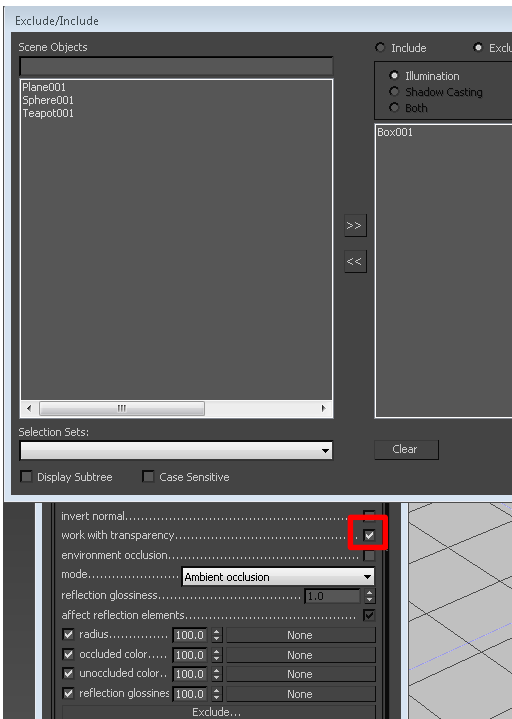 Exclude/Include
Scene Objects
Include
Exclu
Illumination
Shadow Casting
Both
Plane001
Sphere001
Teapot001
Box001
>>
<<
Selection Sets:
Clear
Display Subtree
Case Sensitive
invert normal
work with transparency
environment occlusion
mode
Ambient occlusion
reflection glossiness
1.0
affect reflection elements
radius
100.0
None
occluded color
100.0
None
unoccluded color
100.0
None
reflection glossines
100.0
None
Exclude...